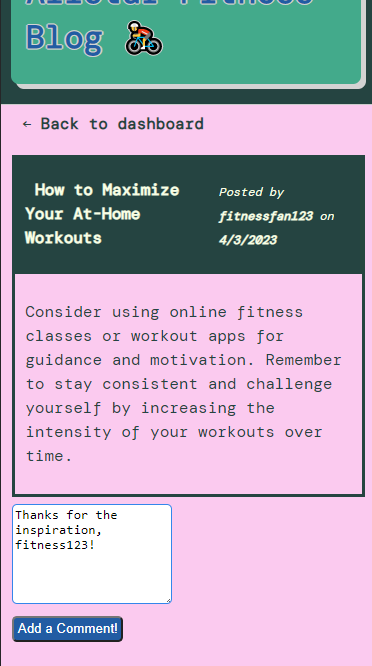 Blog
← Back to dashboard
How to Maximize
Your At-Home
Workouts
Posted by
fitnessfan123 on
4/3/2023
Consider using online fitness
classes or workout apps for
guidance and motivation. Remember
to stay consistent and challenge
yourself by increasing the
intensity of your workouts over
time.
Thanks for the
inspiration,
fitness123!
Add a Comment!